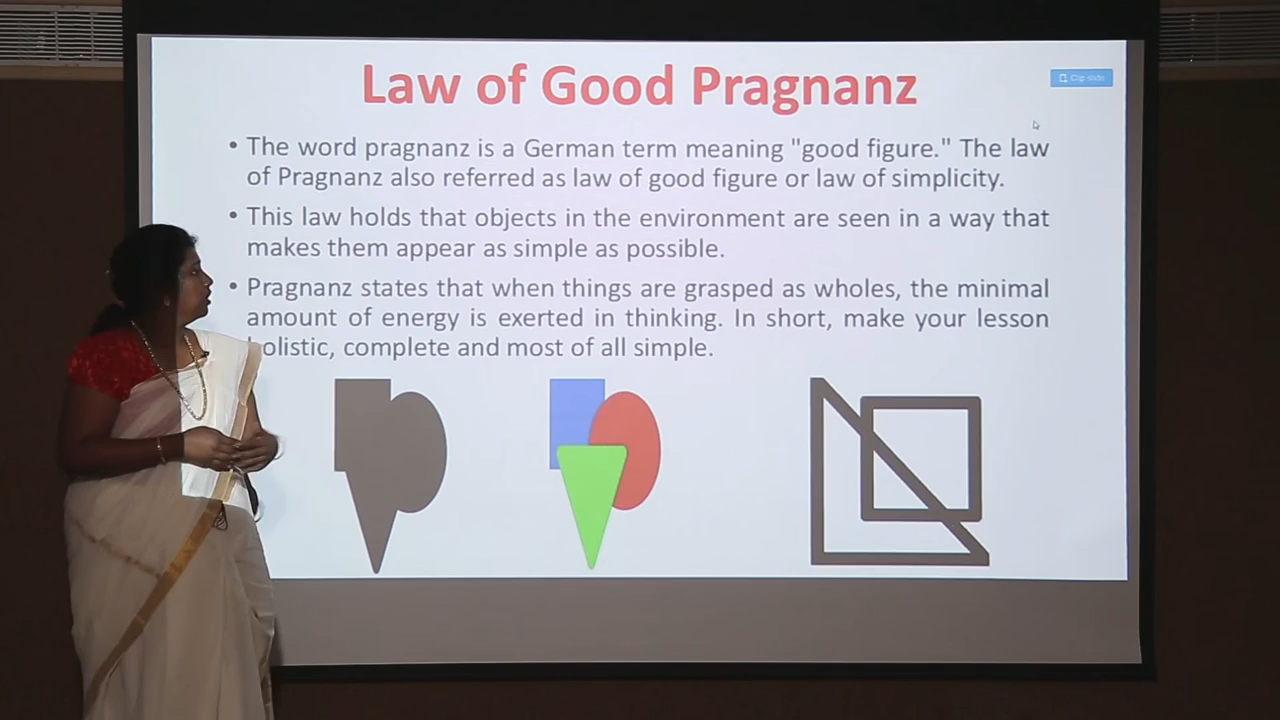 Law of Good Pragnanz
Clip slide
• The word pragnanz is a German term meaning "good figure." The law
of Pragnanz also referred as law of good figure or law of simplicity.
• This law holds that objects in the environment are seen in a way that
makes them appear as simple as possible.
• Pragnanz states that when things are grasped as wholes, the minimal
amount of energy is exerted in thinking. In short, make your lesson
holistic, complete and most of all simple.